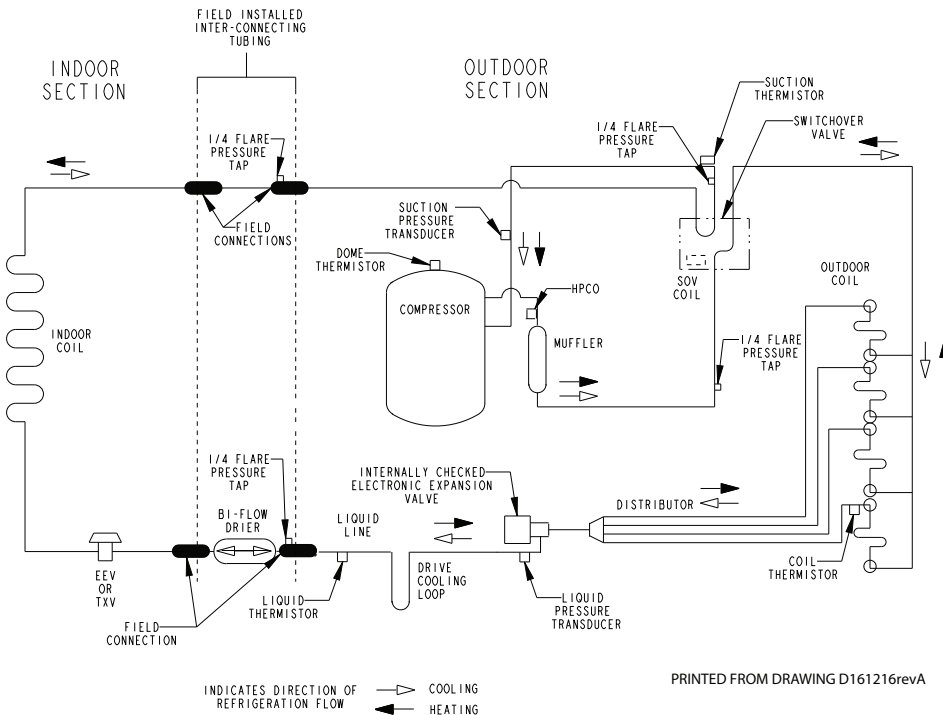 FIELD INSTALLED
INTER-CONNECTING
TUBING
INDOOR
SECTION
OUTDOOR
SECTION
SUCTION
THERMISTOR
1/4 FLARE
PRESSURE
TAP
SWITCHOVER
VALVE
1/4 FLARE
PRESSURE
TAP
FIELD
CONNECTIONS
SUCTION
PRESSURE
TRANSDUCER
DOME
THERMISTOR
COMPRESSOR
HPCO
MUFFLER
SOV
COIL
OUTDOOR
COIL
INDOOR
COIL
1/4 FLARE
PRESSURE
TAP
1/4 FLARE
PRESSURE
TAP
BI-FLOW
DRIER
LIQUID
LINE
INTERNALLY CHECKED
ELECTRONIC EXPANSION
VALVE
DISTRIBUTOR
EEV
OR
TXV
LIQUID
THERMISTOR
DRIVE
COOLING
LOOP
LIQUID
PRESSURE
TRANSDUCER
COIL
THERMISTOR
FIELD
CONNECTION
PRINTED FROM DRAWING D161216revA
INDICATES DIRECTION OF
REFRIGERATION FLOW
COOLING
HEATING